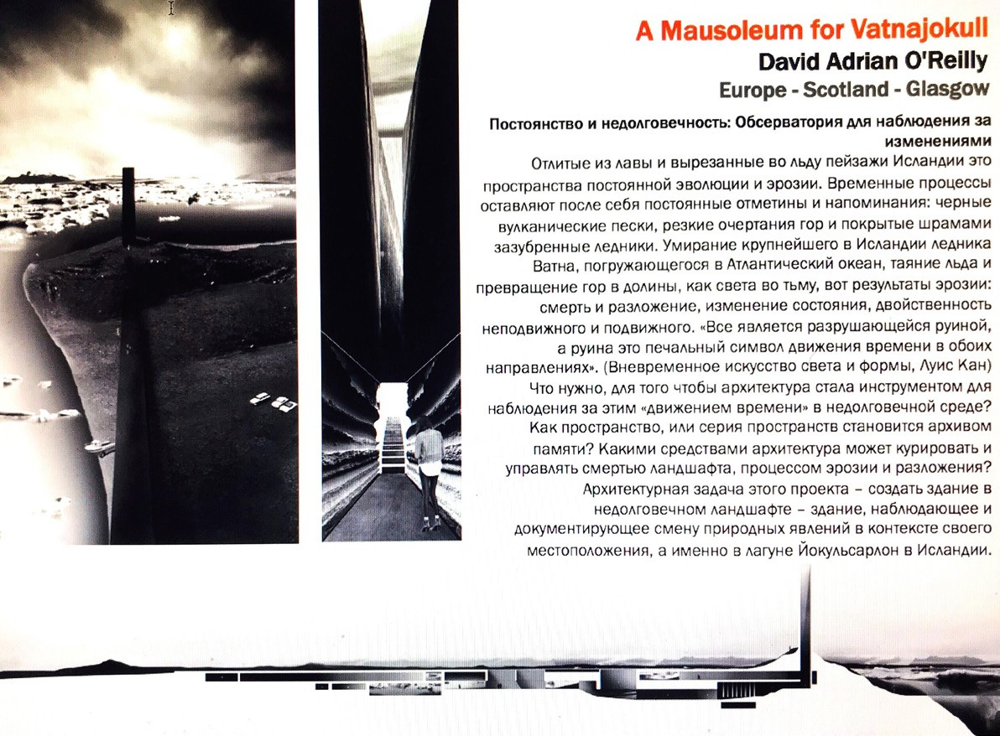 A Mausoleum for Vatnajokull
David Adrian O'Reilly
Europe - Scotland - Glasgow
Постоянство и недолговечность: Обсерватория для наблюдения за
изменениями
Отлитые из лавы и вырезанные во льду пейзажи Исландии это
пространства постоянной эволюции и эрозии. Временные процессы
оставляют после себя постоянные отметины и напоминания: черные
вулканические пески, резкие очертания гор и покрытые шрамами
зазубренные ледники. Умирание крупнейшего в Исландии ледника
Ватна, погружающегося в Атлантический океан, таяние льда и
превращение гор в долины, как света во тьму, вот результаты эрозии:
смерть и разложение, изменение состояния, двойственность
неподвижного и подвижного. «Все является разрушающейся руиной,
а руина это печальный символ движения времени в обоих
направлениях». (Вневременное искусство света и формы, Луис Кан)
Что нужно, для того чтобы архитектура стала инструментом для
наблюдения за этим «движением времени» в недолговечной среде?
Как пространство, или серия пространств становится архивом
памяти? Какими средствами архитектура может курировать и
управлять смертью ландшафта, процессом эрозии и разложения?
Архитектурная задача этого проекта – создать здание в
недолговечном ландшафте – здание, наблюдающее и
документирующее смену природных явлений в контексте своего
местоположения, а именно в лагуне Йокульсарлон в Исландии.